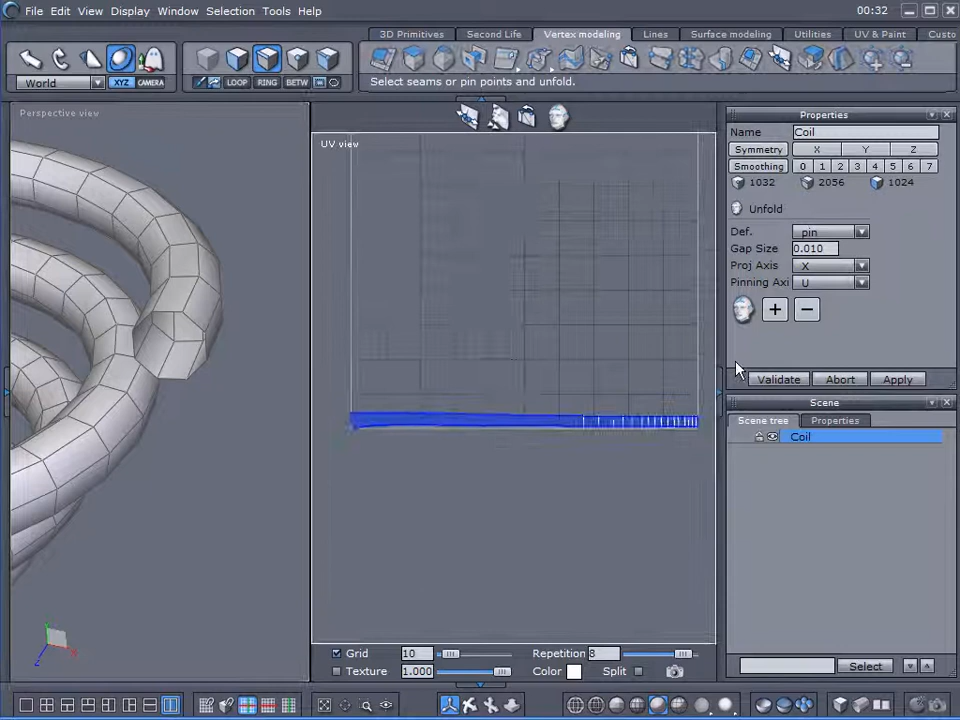 File Edit View Display Window Selection Tools Help 00:32
3D Primitives Second Life Vertex modeling Lines Surface modeling Utilities UV & Paint Custo
World XYZ CAMERA LOOP RING BETW
Select seams or pin points and unfold.
Perspective view
UV view
Properties
Name Coil
Symmetry X Y Z
Smoothing 0 1 2 3 4 5 6 7
1032 2056 1024
Unfold
Def. pin
Gap Size 0.010
Proj Axis X
Pinning Axi U
+ −
Validate Abort Apply
Scene
Scene tree Properties
Coil
Grid 10 Repetition 8
Texture 1.000 Color Split
Select